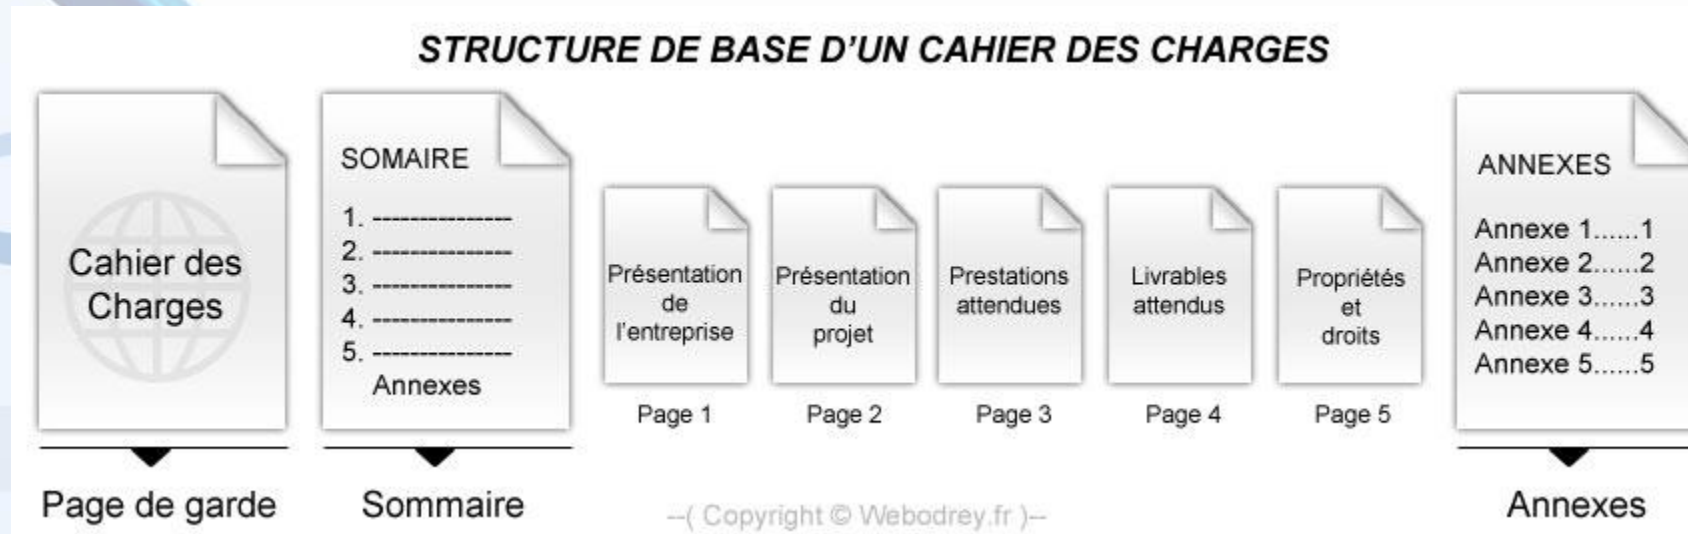 STRUCTURE DE BASE D'UN CAHIER DES CHARGES
Cahier des
Charges
Page de garde
SOMAIRE
1. ---------------
2. ---------------
3. ---------------
4. ---------------
5. ---------------
Annexes
Sommaire
Présentation
de
l'entreprise
Page 1
Présentation
du
projet
Page 2
Prestations
attendues
Page 3
Livrables
attendus
Page 4
Propriétés
et
droits
Page 5
ANNEXES
Annexe 1......1
Annexe 2......2
Annexe 3......3
Annexe 4......4
Annexe 5......5
Annexes
--( Copyright © Webodrey.fr )--